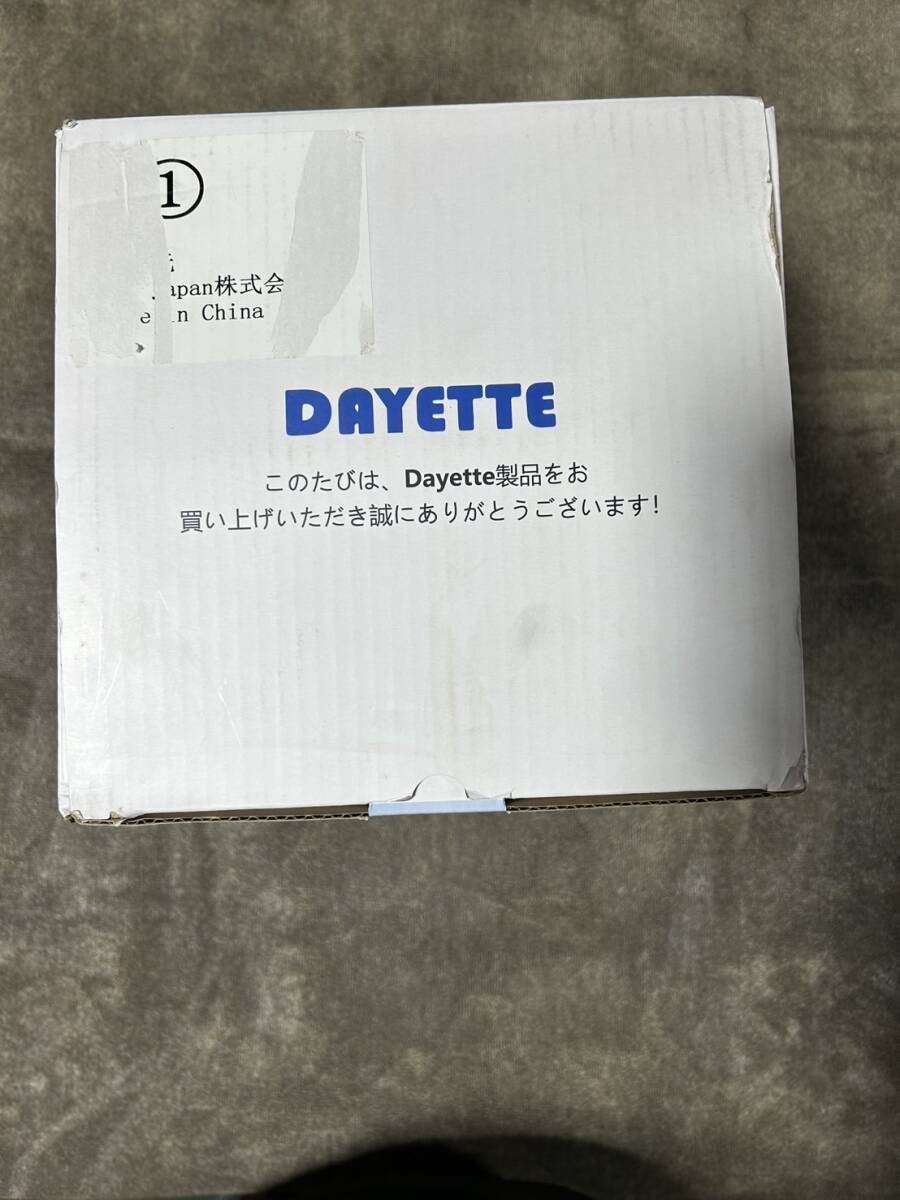 ①
Japan株式会
in China
DAYETTE
このたびは、Dayette製品をお
買い上げいただき誠にありがとうございます!